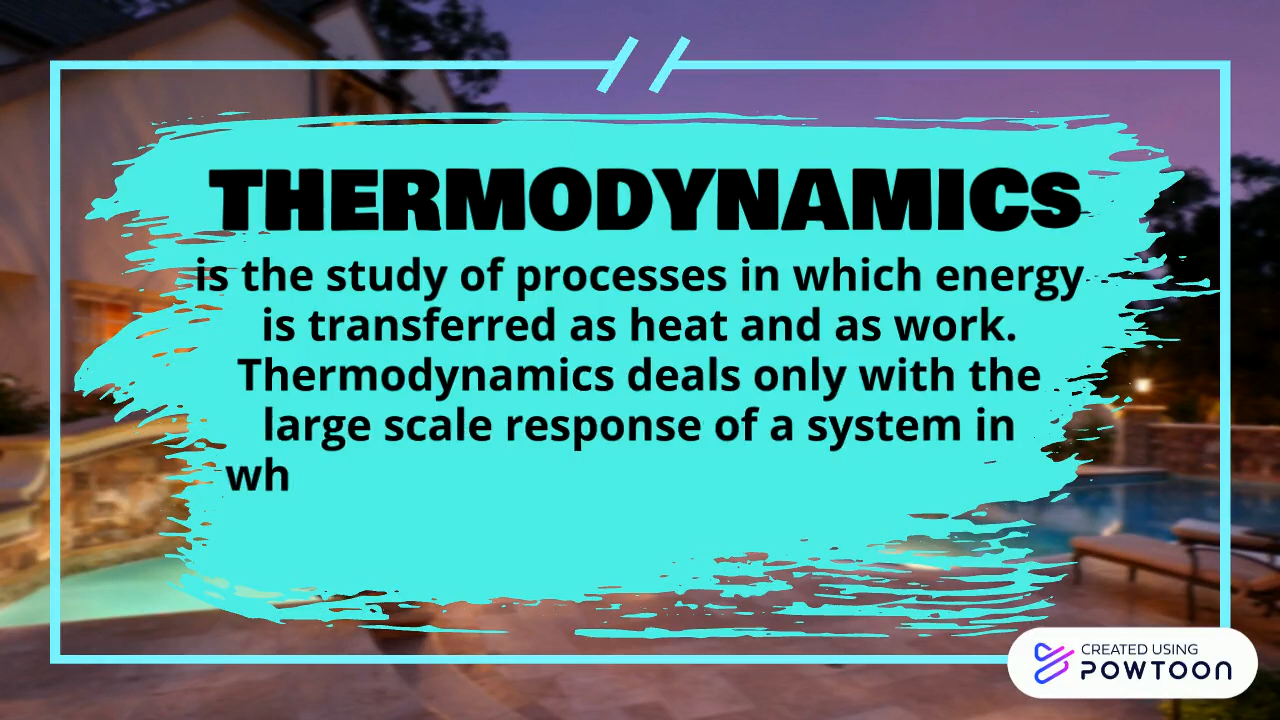 THERMODYNAMICS
is the study of processes in which energy
is transferred as heat and as work.
Thermodynamics deals only with the
large scale response of a system in
wh
CREATED USING
POWTOON